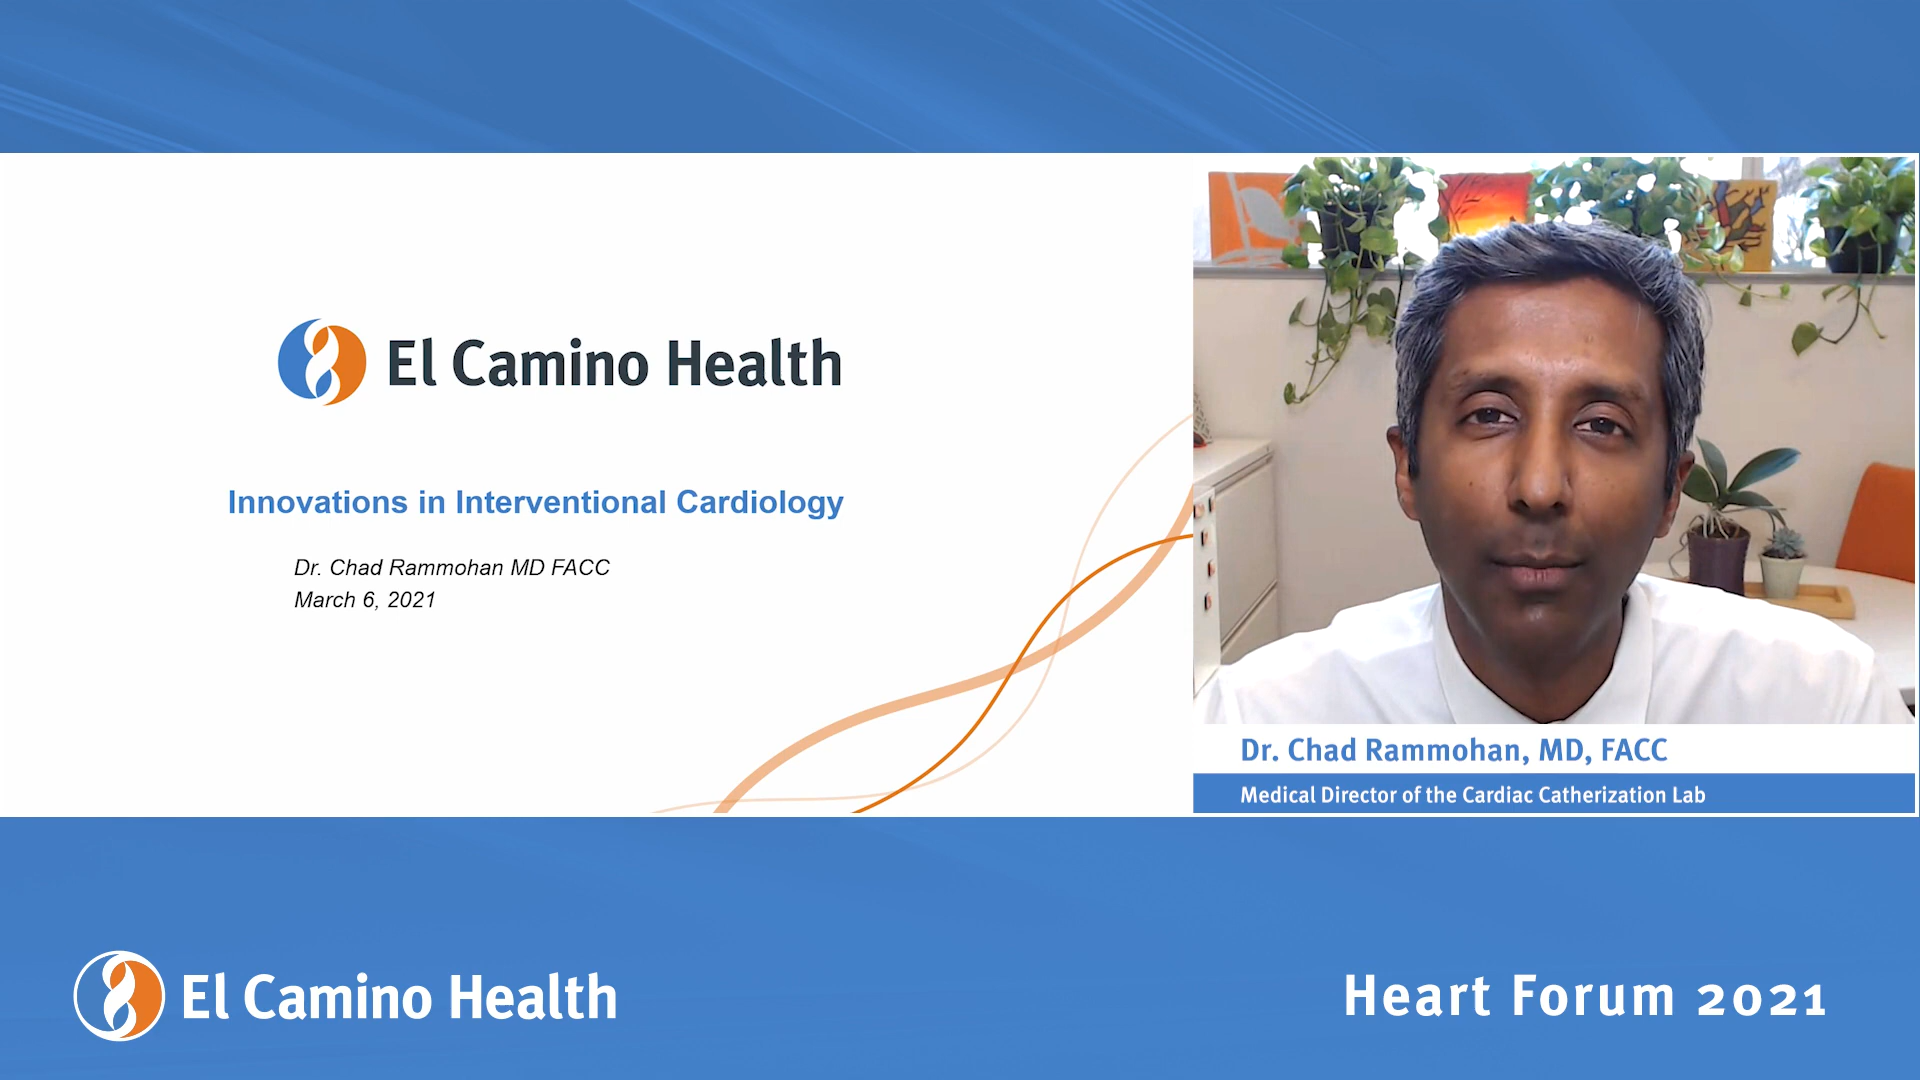 El Camino Health
Innovations in Interventional Cardiology
Dr. Chad Rammohan MD FACC
March 6, 2021
Dr. Chad Rammohan, MD, FACC
Medical Director of the Cardiac Catherization Lab
El Camino Health
Heart Forum 2021